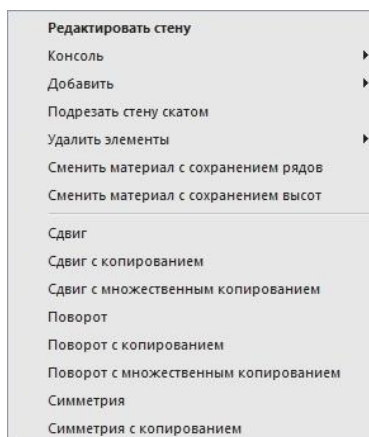 Редактировать стену
Консоль
Добавить
Подрезать стену скатом
Удалить элементы
Сменить материал с сохранением рядов
Сменить материал с сохранением высот
Сдвиг
Сдвиг с копированием
Сдвиг с множественным копированием
Поворот
Поворот с копированием
Поворот с множественным копированием
Симметрия
Симметрия с копированием